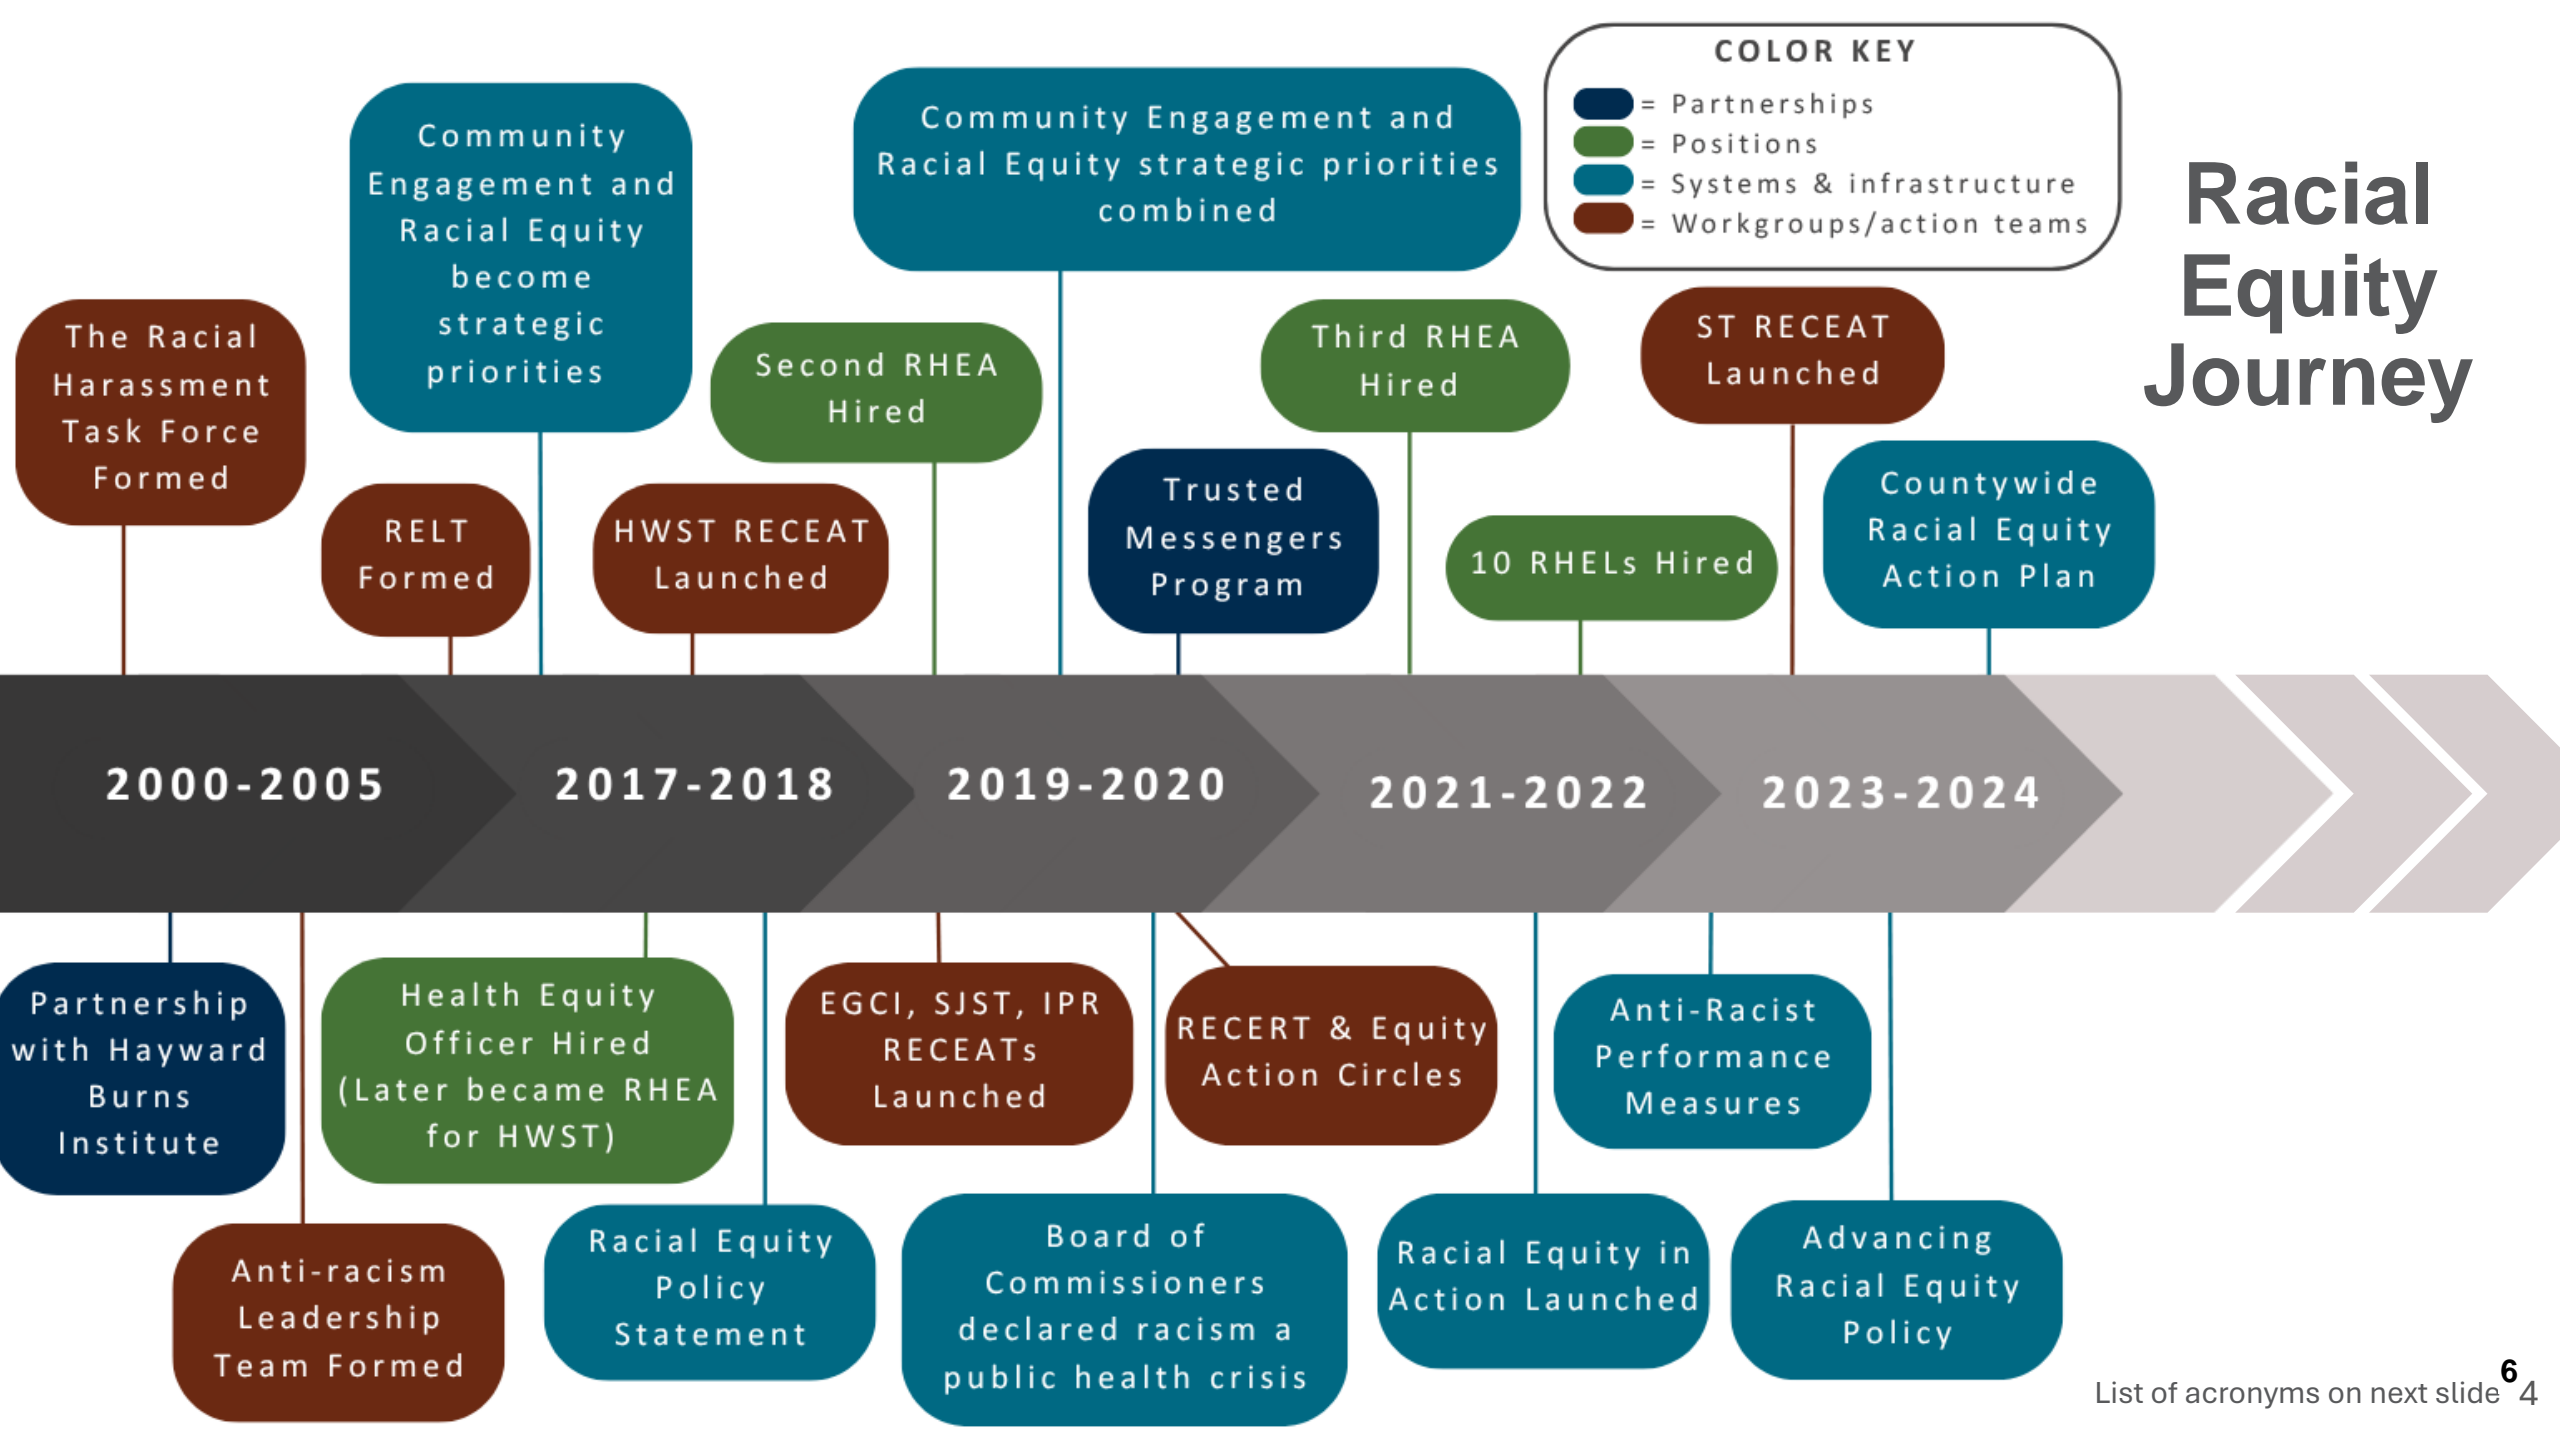 COLOR KEY
= Partnerships
= Positions
= Systems & infrastructure
= Workgroups/action teams
Racial
Equity
Journey
The Racial
Harassment
Task Force
Formed
Community
Engagement and
Racial Equity
become
strategic
priorities
RELT
Formed
HWST RECEAT
Launched
Second RHEA
Hired
Community Engagement and
Racial Equity strategic priorities
combined
Trusted
Messengers
Program
Third RHEA
Hired
10 RHELs Hired
ST RECEAT
Launched
Countywide
Racial Equity
Action Plan
2000-2005
2017-2018
2019-2020
2021-2022
2023-2024
Partnership
with Hayward
Burns
Institute
Anti-racism
Leadership
Team Formed
Health Equity
Officer Hired
(Later became RHEA
for HWST)
Racial Equity
Policy
Statement
EGCI, SJST, IPR
RECEATs
Launched
Board of
Commissioners
declared racism a
public health crisis
RECERT & Equity
Action Circles
Racial Equity in
Action Launched
Anti-Racist
Performance
Measures
Advancing
Racial Equity
Policy
List of acronyms on next slide
6
4